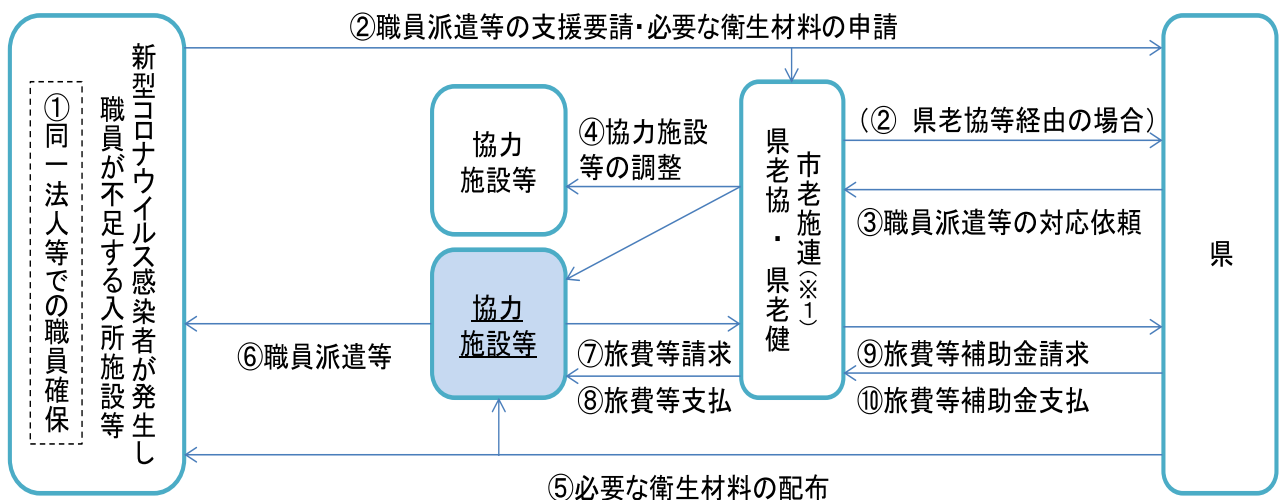 ②職員派遣等の支援要請・必要な衛生材料の申請
新型コロナウイルス感染者が発生し
職員が不足する入所施設等
①同一法人等での職員確保
協力
施設等
④協力施設
等の調整
市老施連(※1)
県老協・県老健
(② 県老協等経由の場合)
③職員派遣等の対応依頼
県
協力
施設等
⑥職員派遣等
⑦旅費等請求
⑧旅費等支払
⑨旅費等補助金請求
⑩旅費等補助金支払
⑤必要な衛生材料の配布